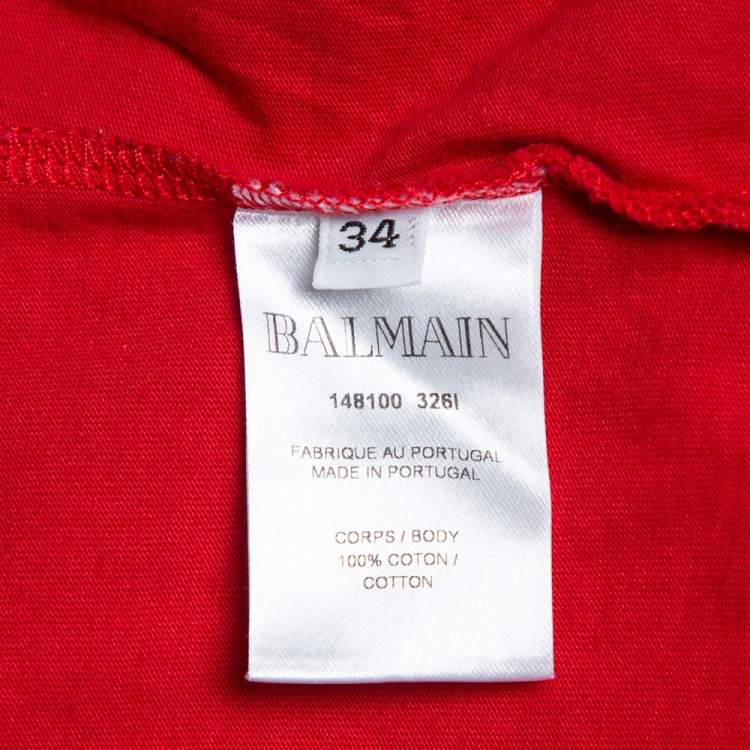 34
BALMAIN
148100 326I
FABRIQUE AU PORTUGAL
MADE IN PORTUGAL
CORPS / BODY
100% COTON /
COTTON